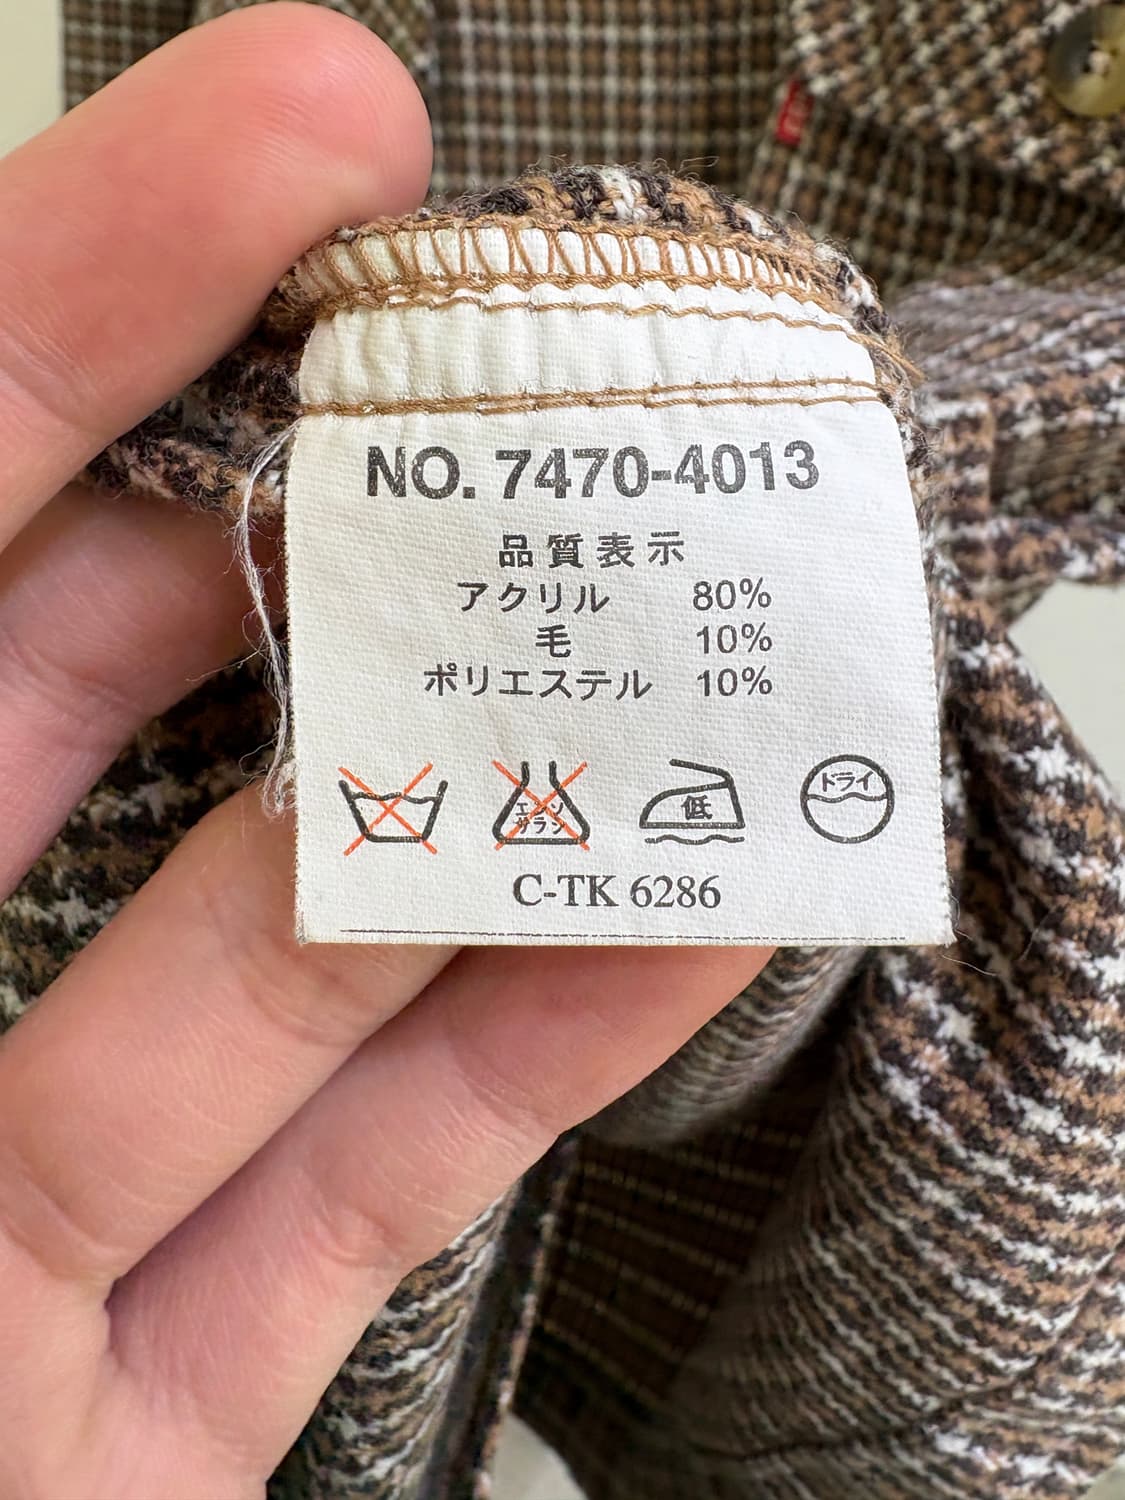 NO. 7470-4013
品質表示
アクリル 80%
毛 10%
ポリエステル 10%
エンソ
サラシ
低
ドライ
C-TK 6286